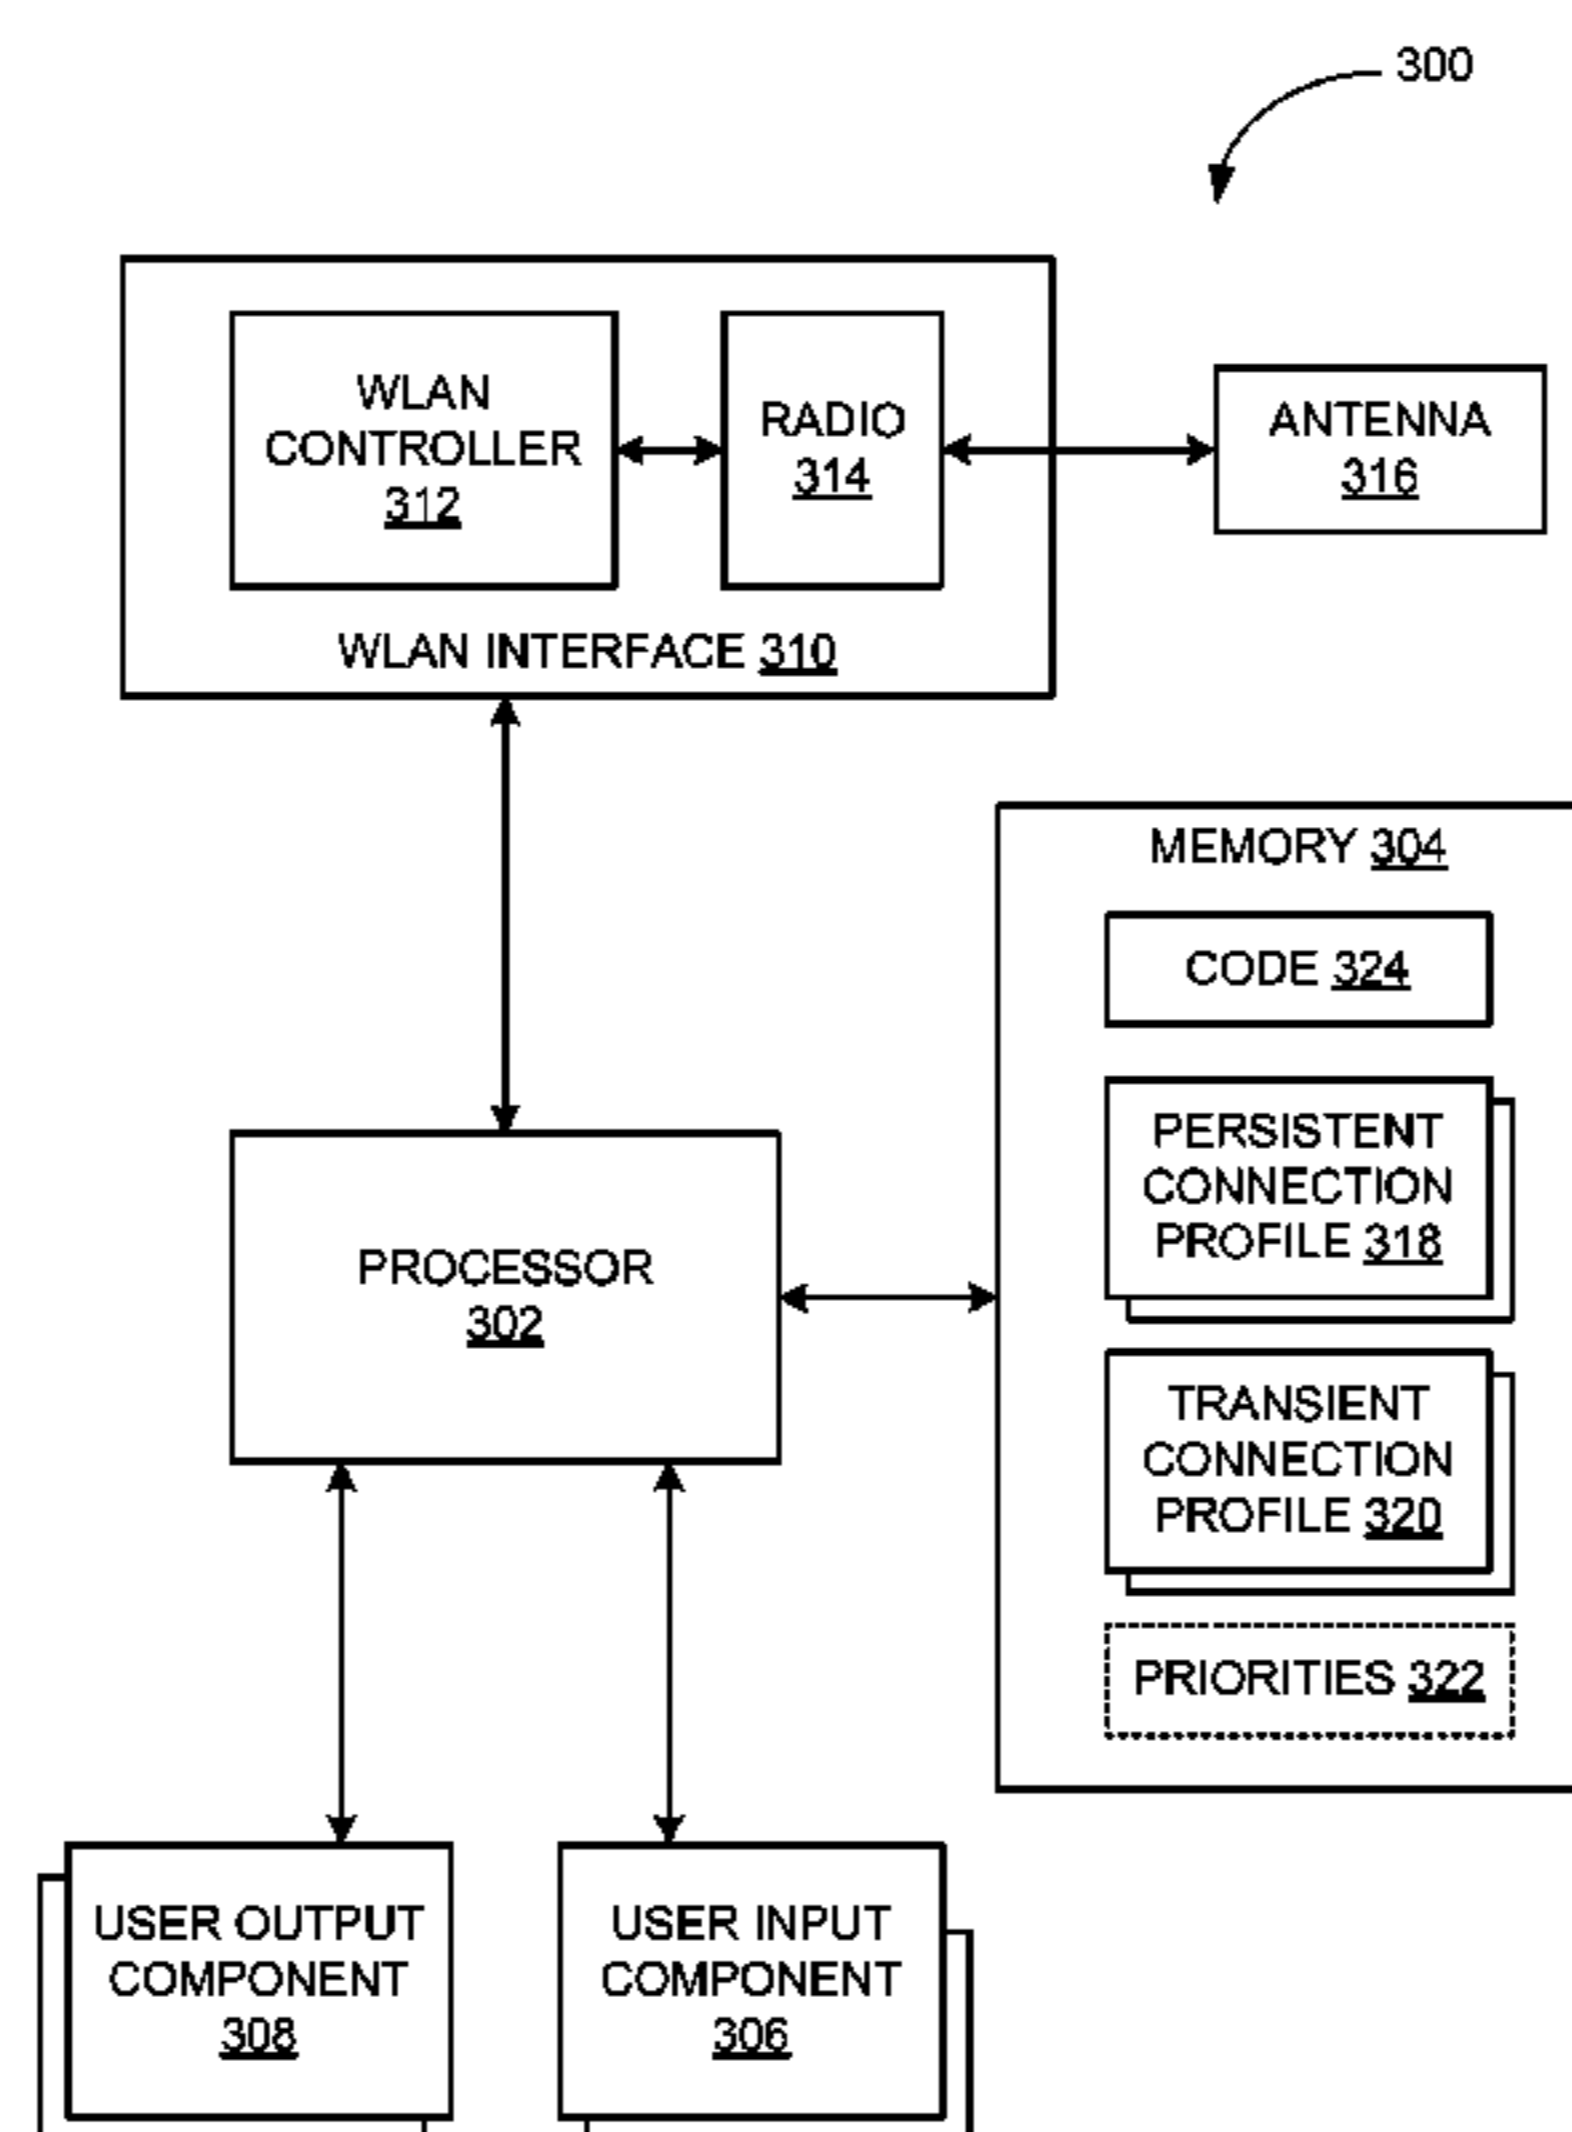 300
WLAN
CONTROLLER
312
RADIO
314
ANTENNA
316
WLAN INTERFACE 310
MEMORY 304
CODE 324
PERSISTENT
CONNECTION
PROFILE 318
PROCESSOR
302
TRANSIENT
CONNECTION
PROFILE 320
PRIORITIES 322
USER OUTPUT
COMPONENT
308
USER INPUT
COMPONENT
306